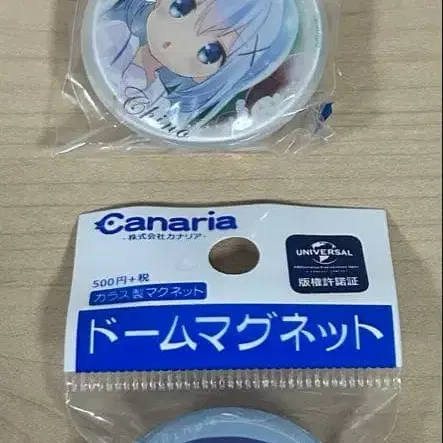 Chino
Canaria
-株式会社カナリア-
UNIVERSAL
版権許諾証
500円+税
ガラス製マグネット
ドームマグネット